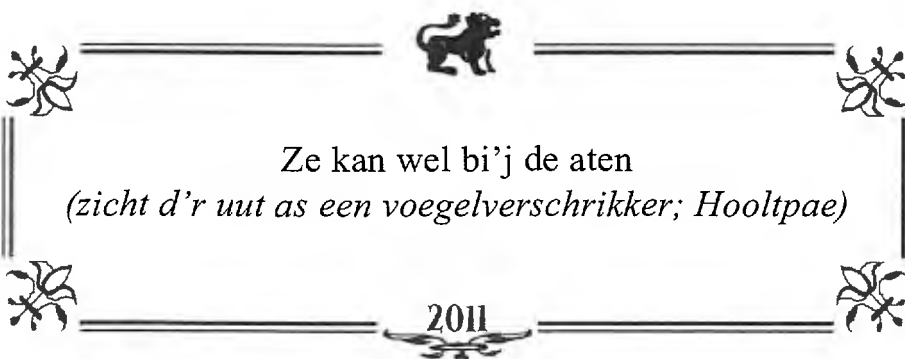 Ze kan wel bi’j de aten
(zicht d’r uut as een voegelverschrikker; Hooltpae)
2011